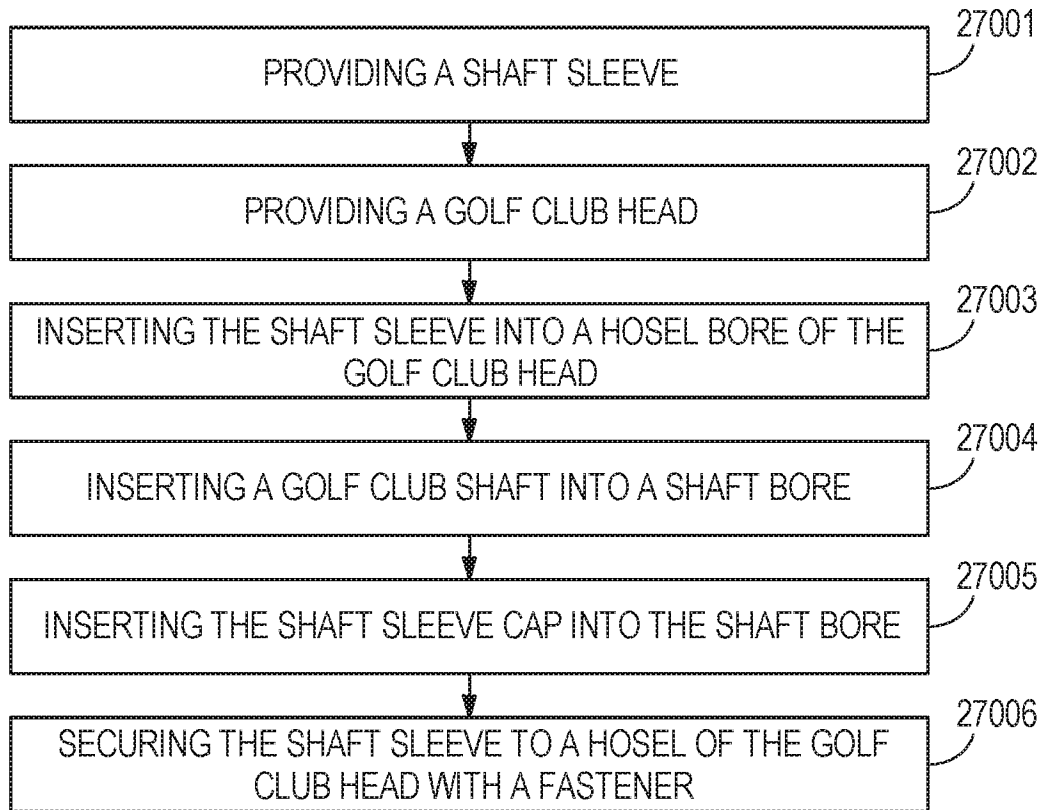 27001
PROVIDING A SHAFT SLEEVE
27002
PROVIDING A GOLF CLUB HEAD
27003
INSERTING THE SHAFT SLEEVE INTO A HOSEL BORE OF THE
GOLF CLUB HEAD
27004
INSERTING A GOLF CLUB SHAFT INTO A SHAFT BORE
27005
INSERTING THE SHAFT SLEEVE CAP INTO THE SHAFT BORE
27006
SECURING THE SHAFT SLEEVE TO A HOSEL OF THE GOLF
CLUB HEAD WITH A FASTENER